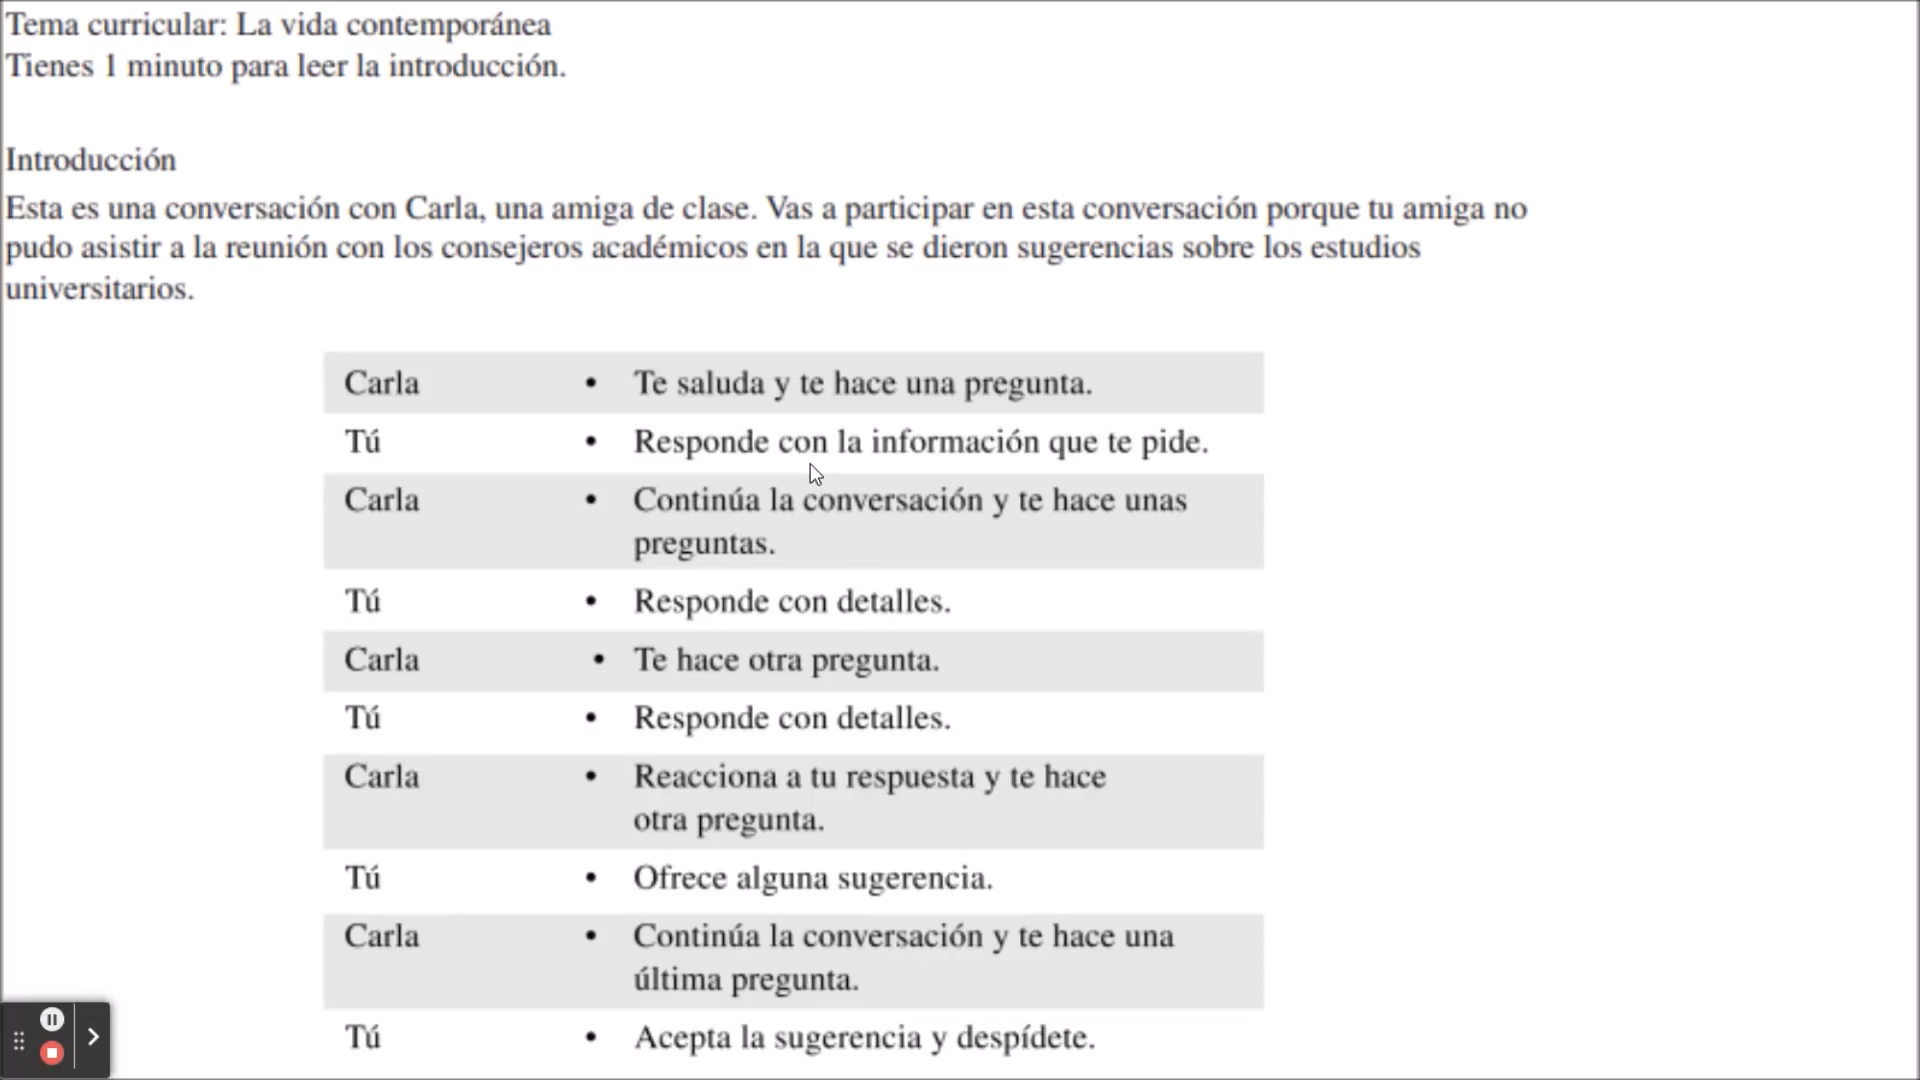 Tema curricular: La vida contemporánea
Tienes 1 minuto para leer la introducción.
Introducción
Esta es una conversación con Carla, una amiga de clase. Vas a participar en esta conversación porque tu amiga no
pudo asistir a la reunión con los consejeros académicos en la que se dieron sugerencias sobre los estudios
universitarios.
Carla • Te saluda y te hace una pregunta.
Tú • Responde con la información que te pide.
Carla • Continúa la conversación y te hace unas
preguntas.
Tú • Responde con detalles.
Carla • Te hace otra pregunta.
Tú • Responde con detalles.
Carla • Reacciona a tu respuesta y te hace
otra pregunta.
Tú • Ofrece alguna sugerencia.
Carla • Continúa la conversación y te hace una
última pregunta.
Tú • Acepta la sugerencia y despídete.